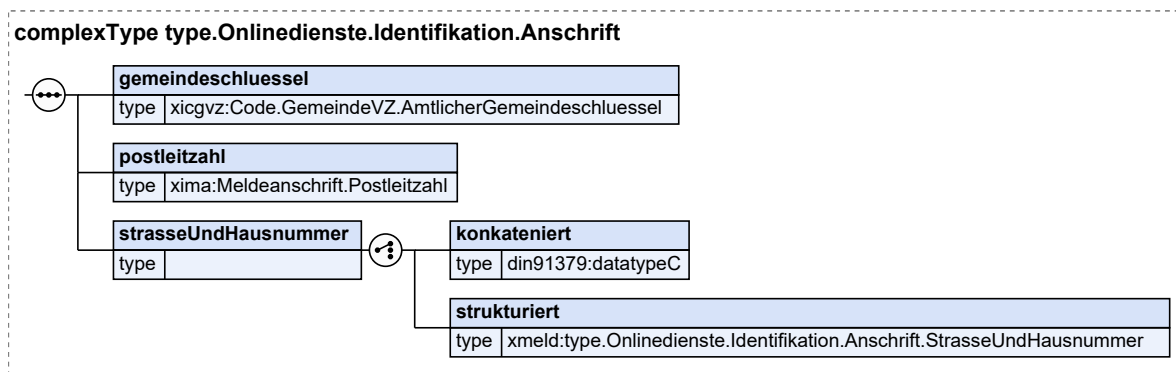 complexType type.Onlinedienste.Identifikation.Anschrift
gemeindeschluessel
type xicgvz:Code.GemeindeVZ.AmtlicherGemeindeschluessel
postleitzahl
type xima:Meldeanschrift.Postleitzahl
strasseUndHausnummer
type
konkateniert
type din91379:datatypeC
strukturiert
type xmeld:type.Onlinedienste.Identifikation.Anschrift.StrasseUndHausnummer